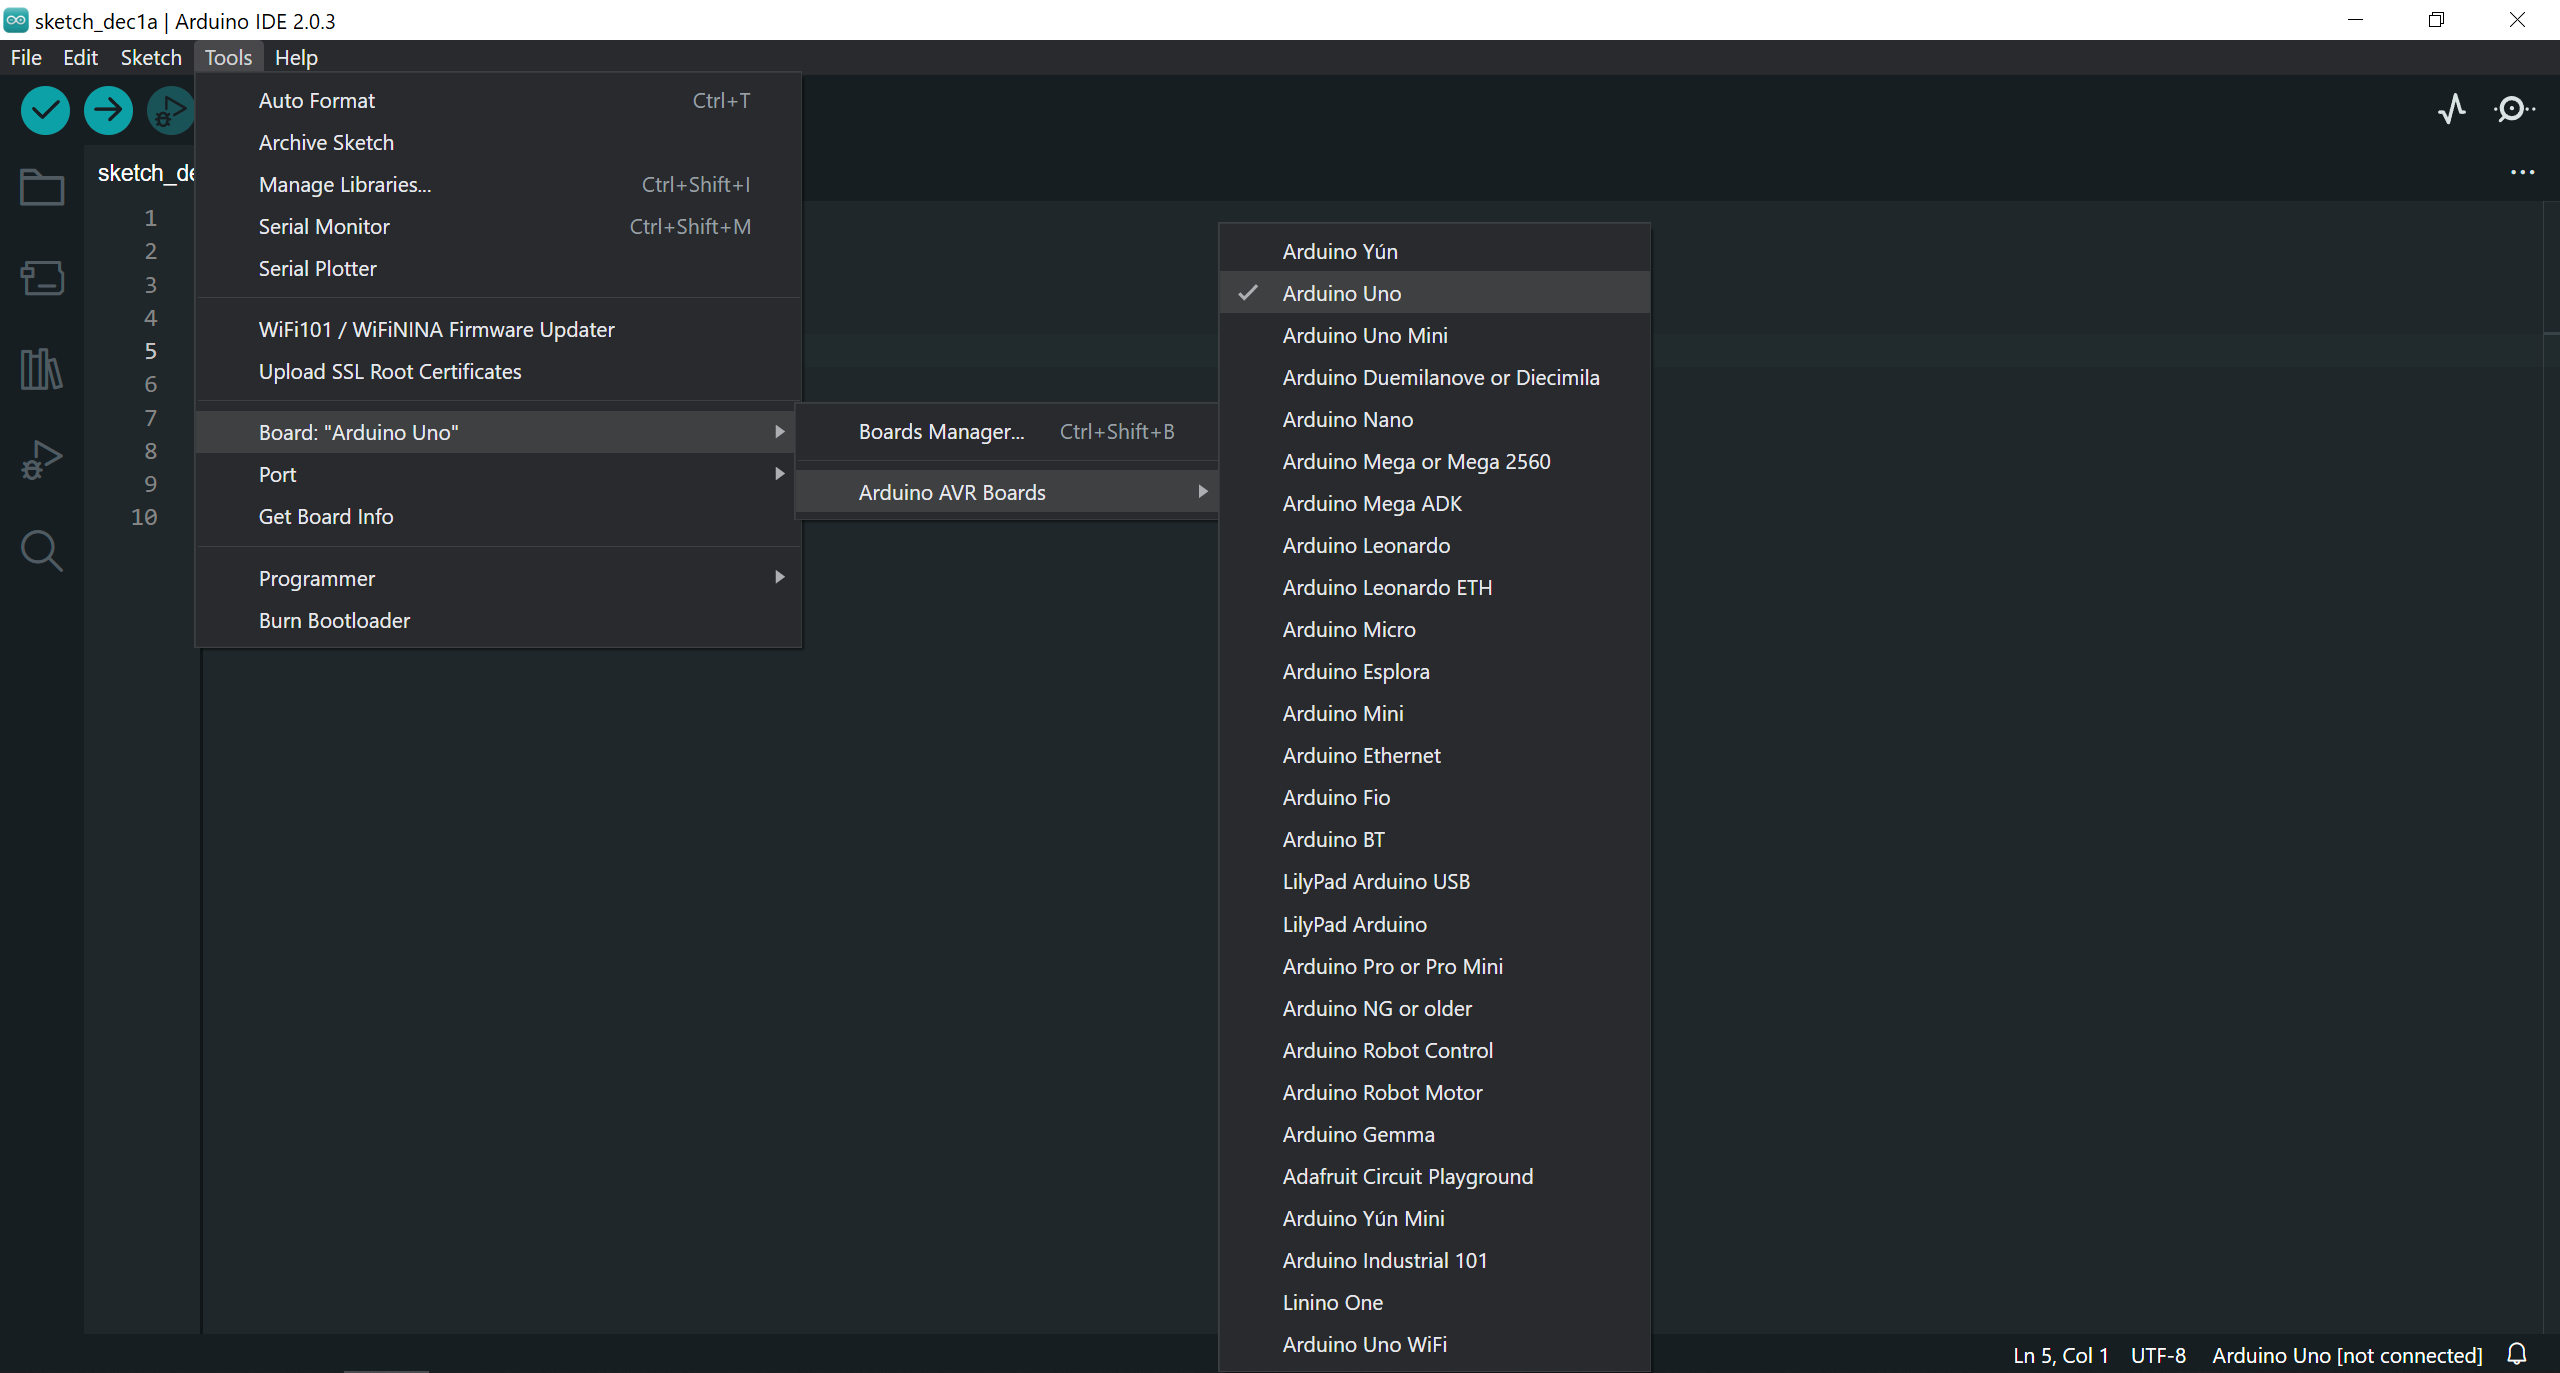 sketch_dec1a | Arduino IDE 2.0.3
File Edit Sketch Tools Help
sketch_de
1
2
3
4
5
6
7
8
9
10
Auto Format Ctrl+T
Archive Sketch
Manage Libraries... Ctrl+Shift+I
Serial Monitor Ctrl+Shift+M
Serial Plotter
WiFi101 / WiFiNINA Firmware Updater
Upload SSL Root Certificates
Board: "Arduino Uno"
Port
Get Board Info
Programmer
Burn Bootloader
Boards Manager... Ctrl+Shift+B
Arduino AVR Boards
Arduino Yún
Arduino Uno
Arduino Uno Mini
Arduino Duemilanove or Diecimila
Arduino Nano
Arduino Mega or Mega 2560
Arduino Mega ADK
Arduino Leonardo
Arduino Leonardo ETH
Arduino Micro
Arduino Esplora
Arduino Mini
Arduino Ethernet
Arduino Fio
Arduino BT
LilyPad Arduino USB
LilyPad Arduino
Arduino Pro or Pro Mini
Arduino NG or older
Arduino Robot Control
Arduino Robot Motor
Arduino Gemma
Adafruit Circuit Playground
Arduino Yún Mini
Arduino Industrial 101
Linino One
Arduino Uno WiFi
Ln 5, Col 1 UTF-8 Arduino Uno [not connected]